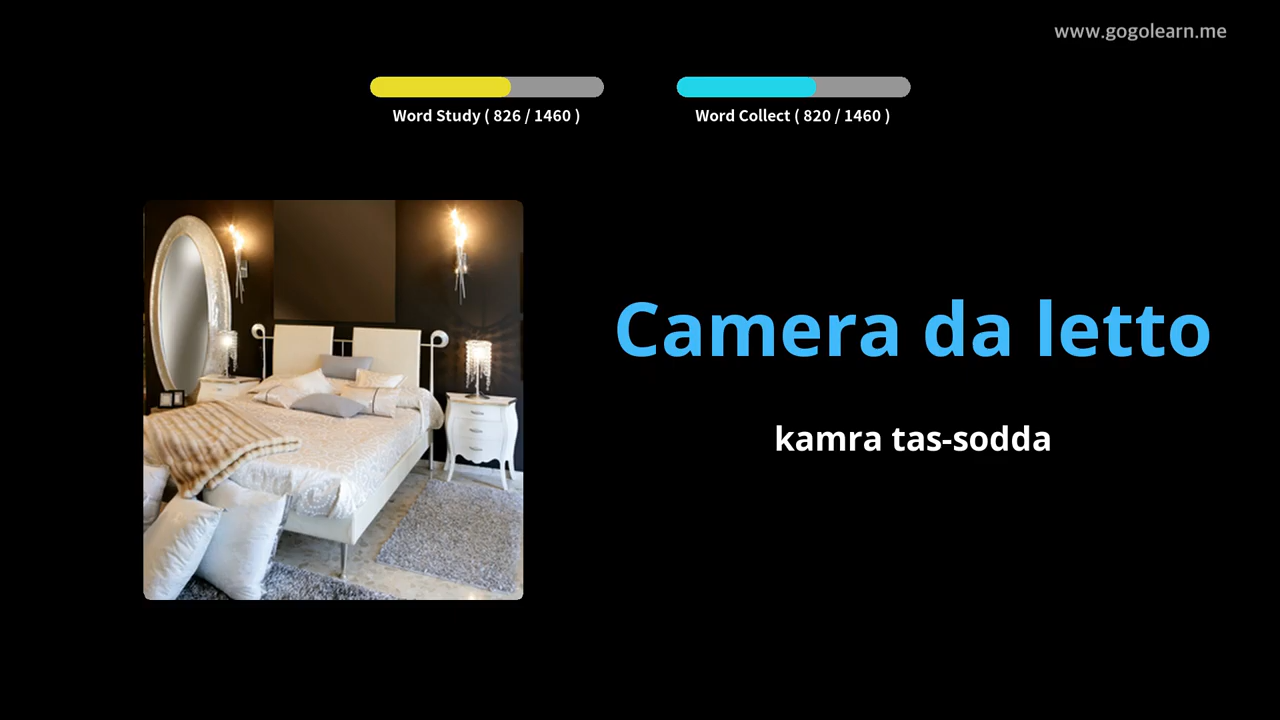 www.gogolearn.me
Word Study ( 826 / 1460 )
Word Collect ( 820 / 1460 )
Camera da letto
kamra tas-sodda